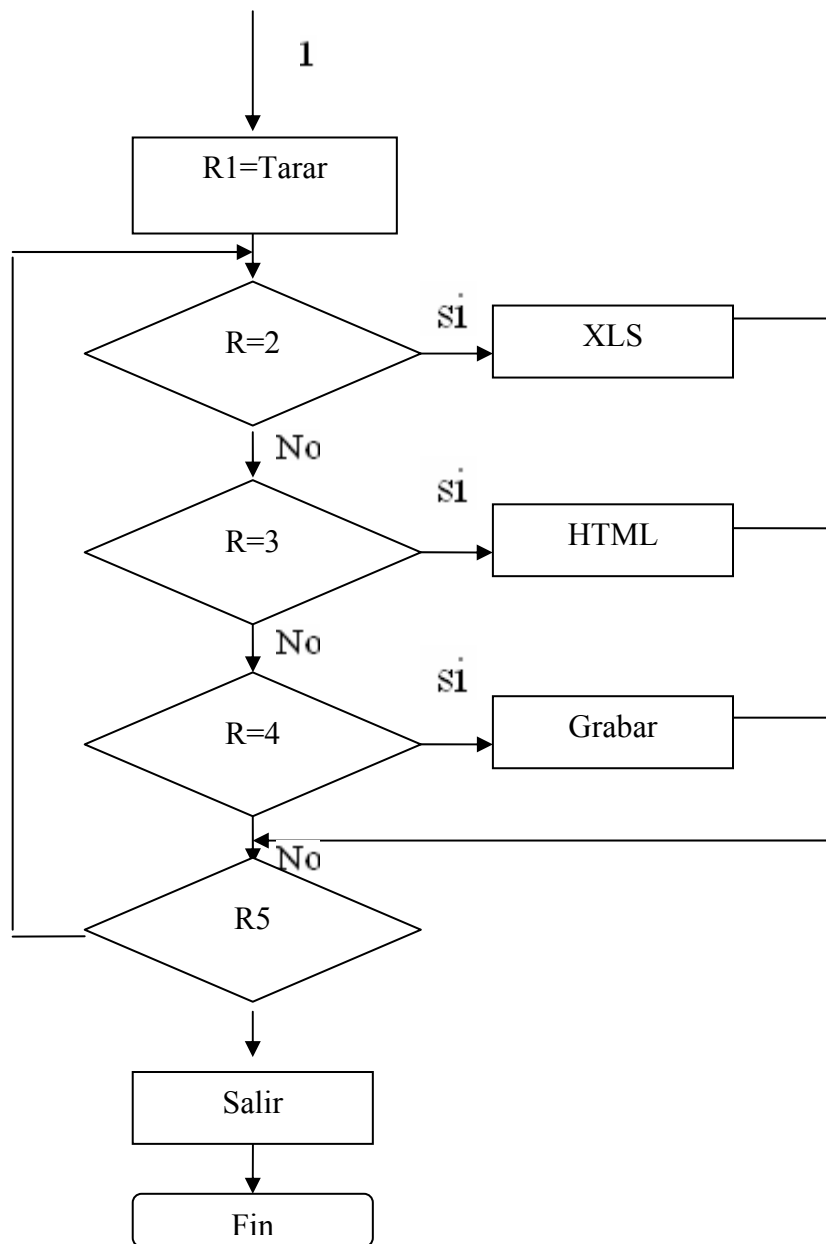 1
R1=Tarar
R=2
si
XLS
No
R=3
si
HTML
No
R=4
si
Grabar
No
R5
Salir
Fin